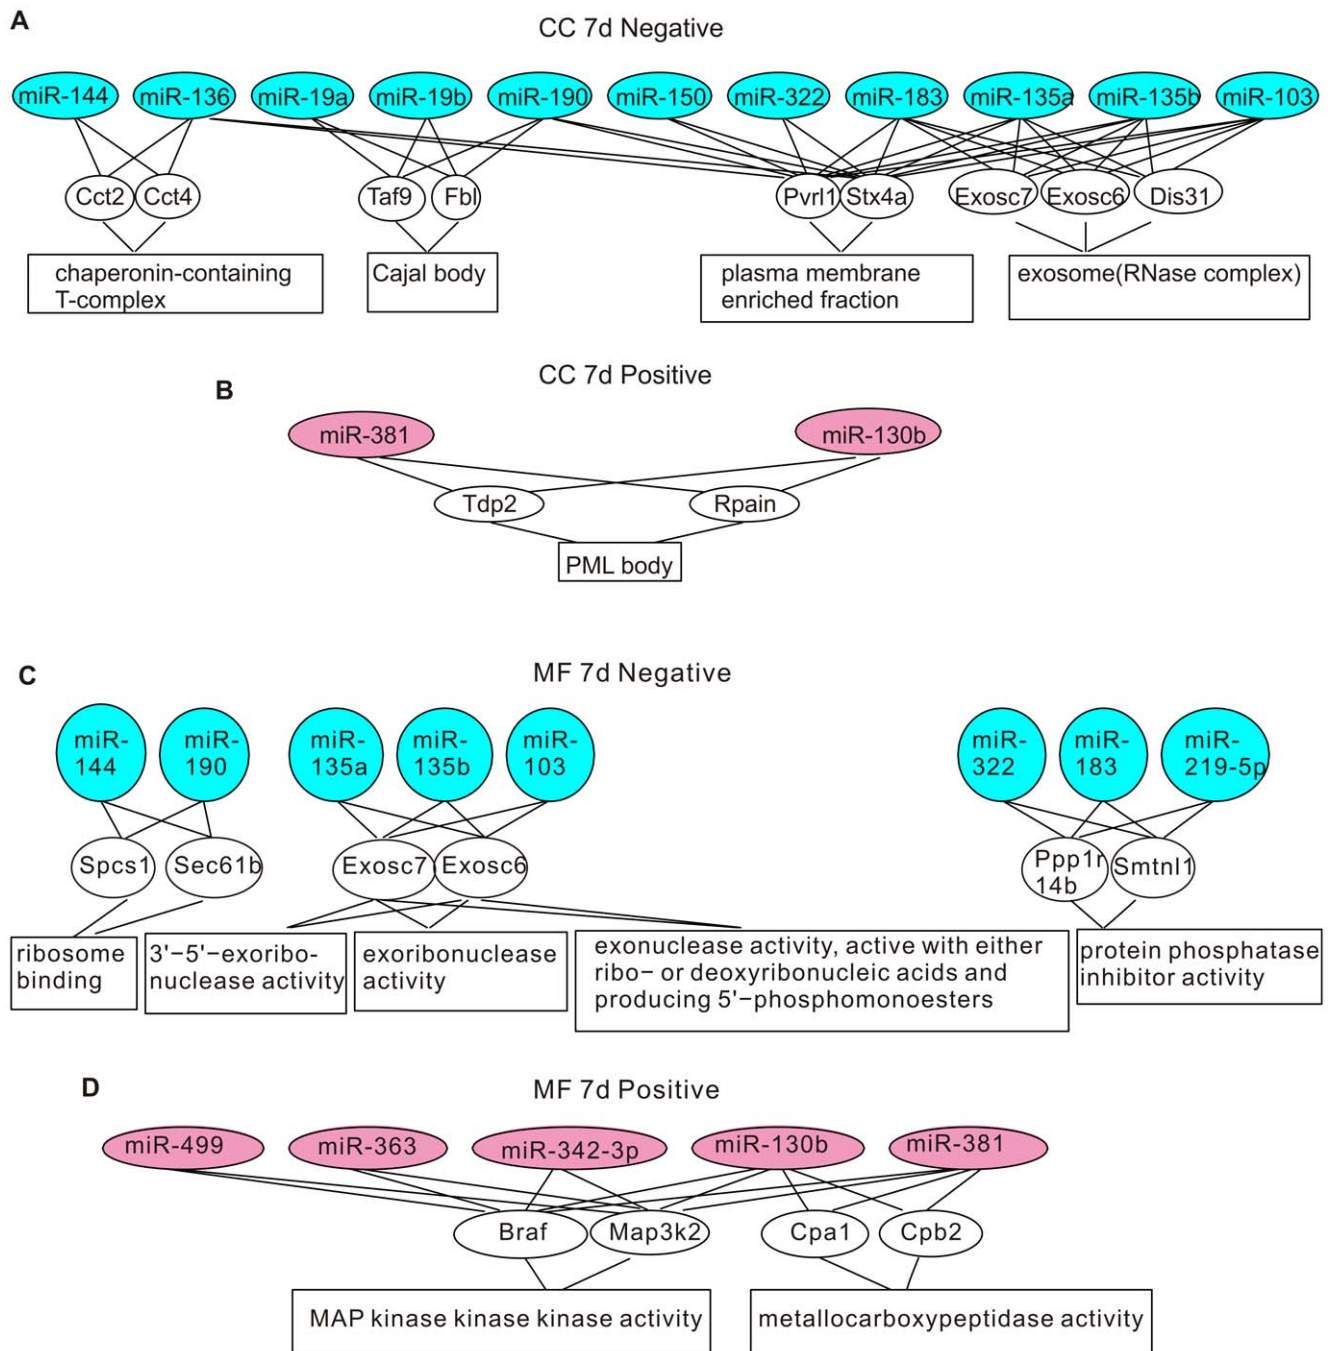 A
CC 7d Negative
miR-144 miR-136 miR-19a miR-19b miR-190 miR-150 miR-322 miR-183 miR-135a miR-135b miR-103
Cct2 Cct4 Taf9 Fbl Pvrl1 Stx4a Exosc7 Exosc6 Dis31
chaperonin-containing
T-complex
Cajal body
plasma membrane
enriched fraction
exosome(RNase complex)
B
CC 7d Positive
miR-381 miR-130b
Tdp2 Rpain
PML body
C
MF 7d Negative
miR-
144
miR-
190
miR-
135a
miR-
135b
miR-
103
miR-
322
miR-
183
miR-
219-5p
Spcs1 Sec61b Exosc7 Exosc6
Ppp1r
14b
Smtnl1
ribosome
binding
3'−5'−exoribo-
nuclease activity
exoribonuclease
activity
exonuclease activity, active with either
ribo− or deoxyribonucleic acids and
producing 5'−phosphomonoesters
protein phosphatase
inhibitor activity
D
MF 7d Positive
miR-499 miR-363 miR-342-3p miR-130b miR-381
Braf Map3k2 Cpa1 Cpb2
MAP kinase kinase kinase activity
metallocarboxypeptidase activity